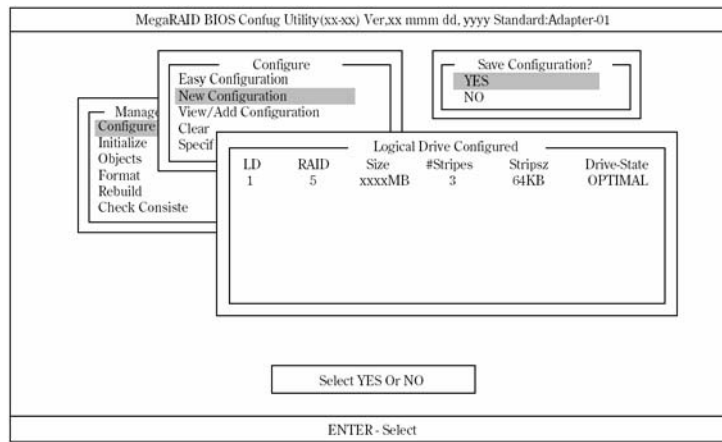 MegaRAID BIOS Confug Utility(xx-xx) Ver,xx mmm dd, yyyy Standard:Adapter-01
Configure
Easy Configuration
New Configuration
View/Add Configuration
Clear
Specif
Save Configuration?
YES
NO
Manage
Configure
Initialize
Objects
Format
Rebuild
Check Consiste
Logical Drive Configured
LD RAID Size #Stripes Stripsz Drive-State
1 5 xxxxMB 3 64KB OPTIMAL
Select YES Or NO
ENTER - Select